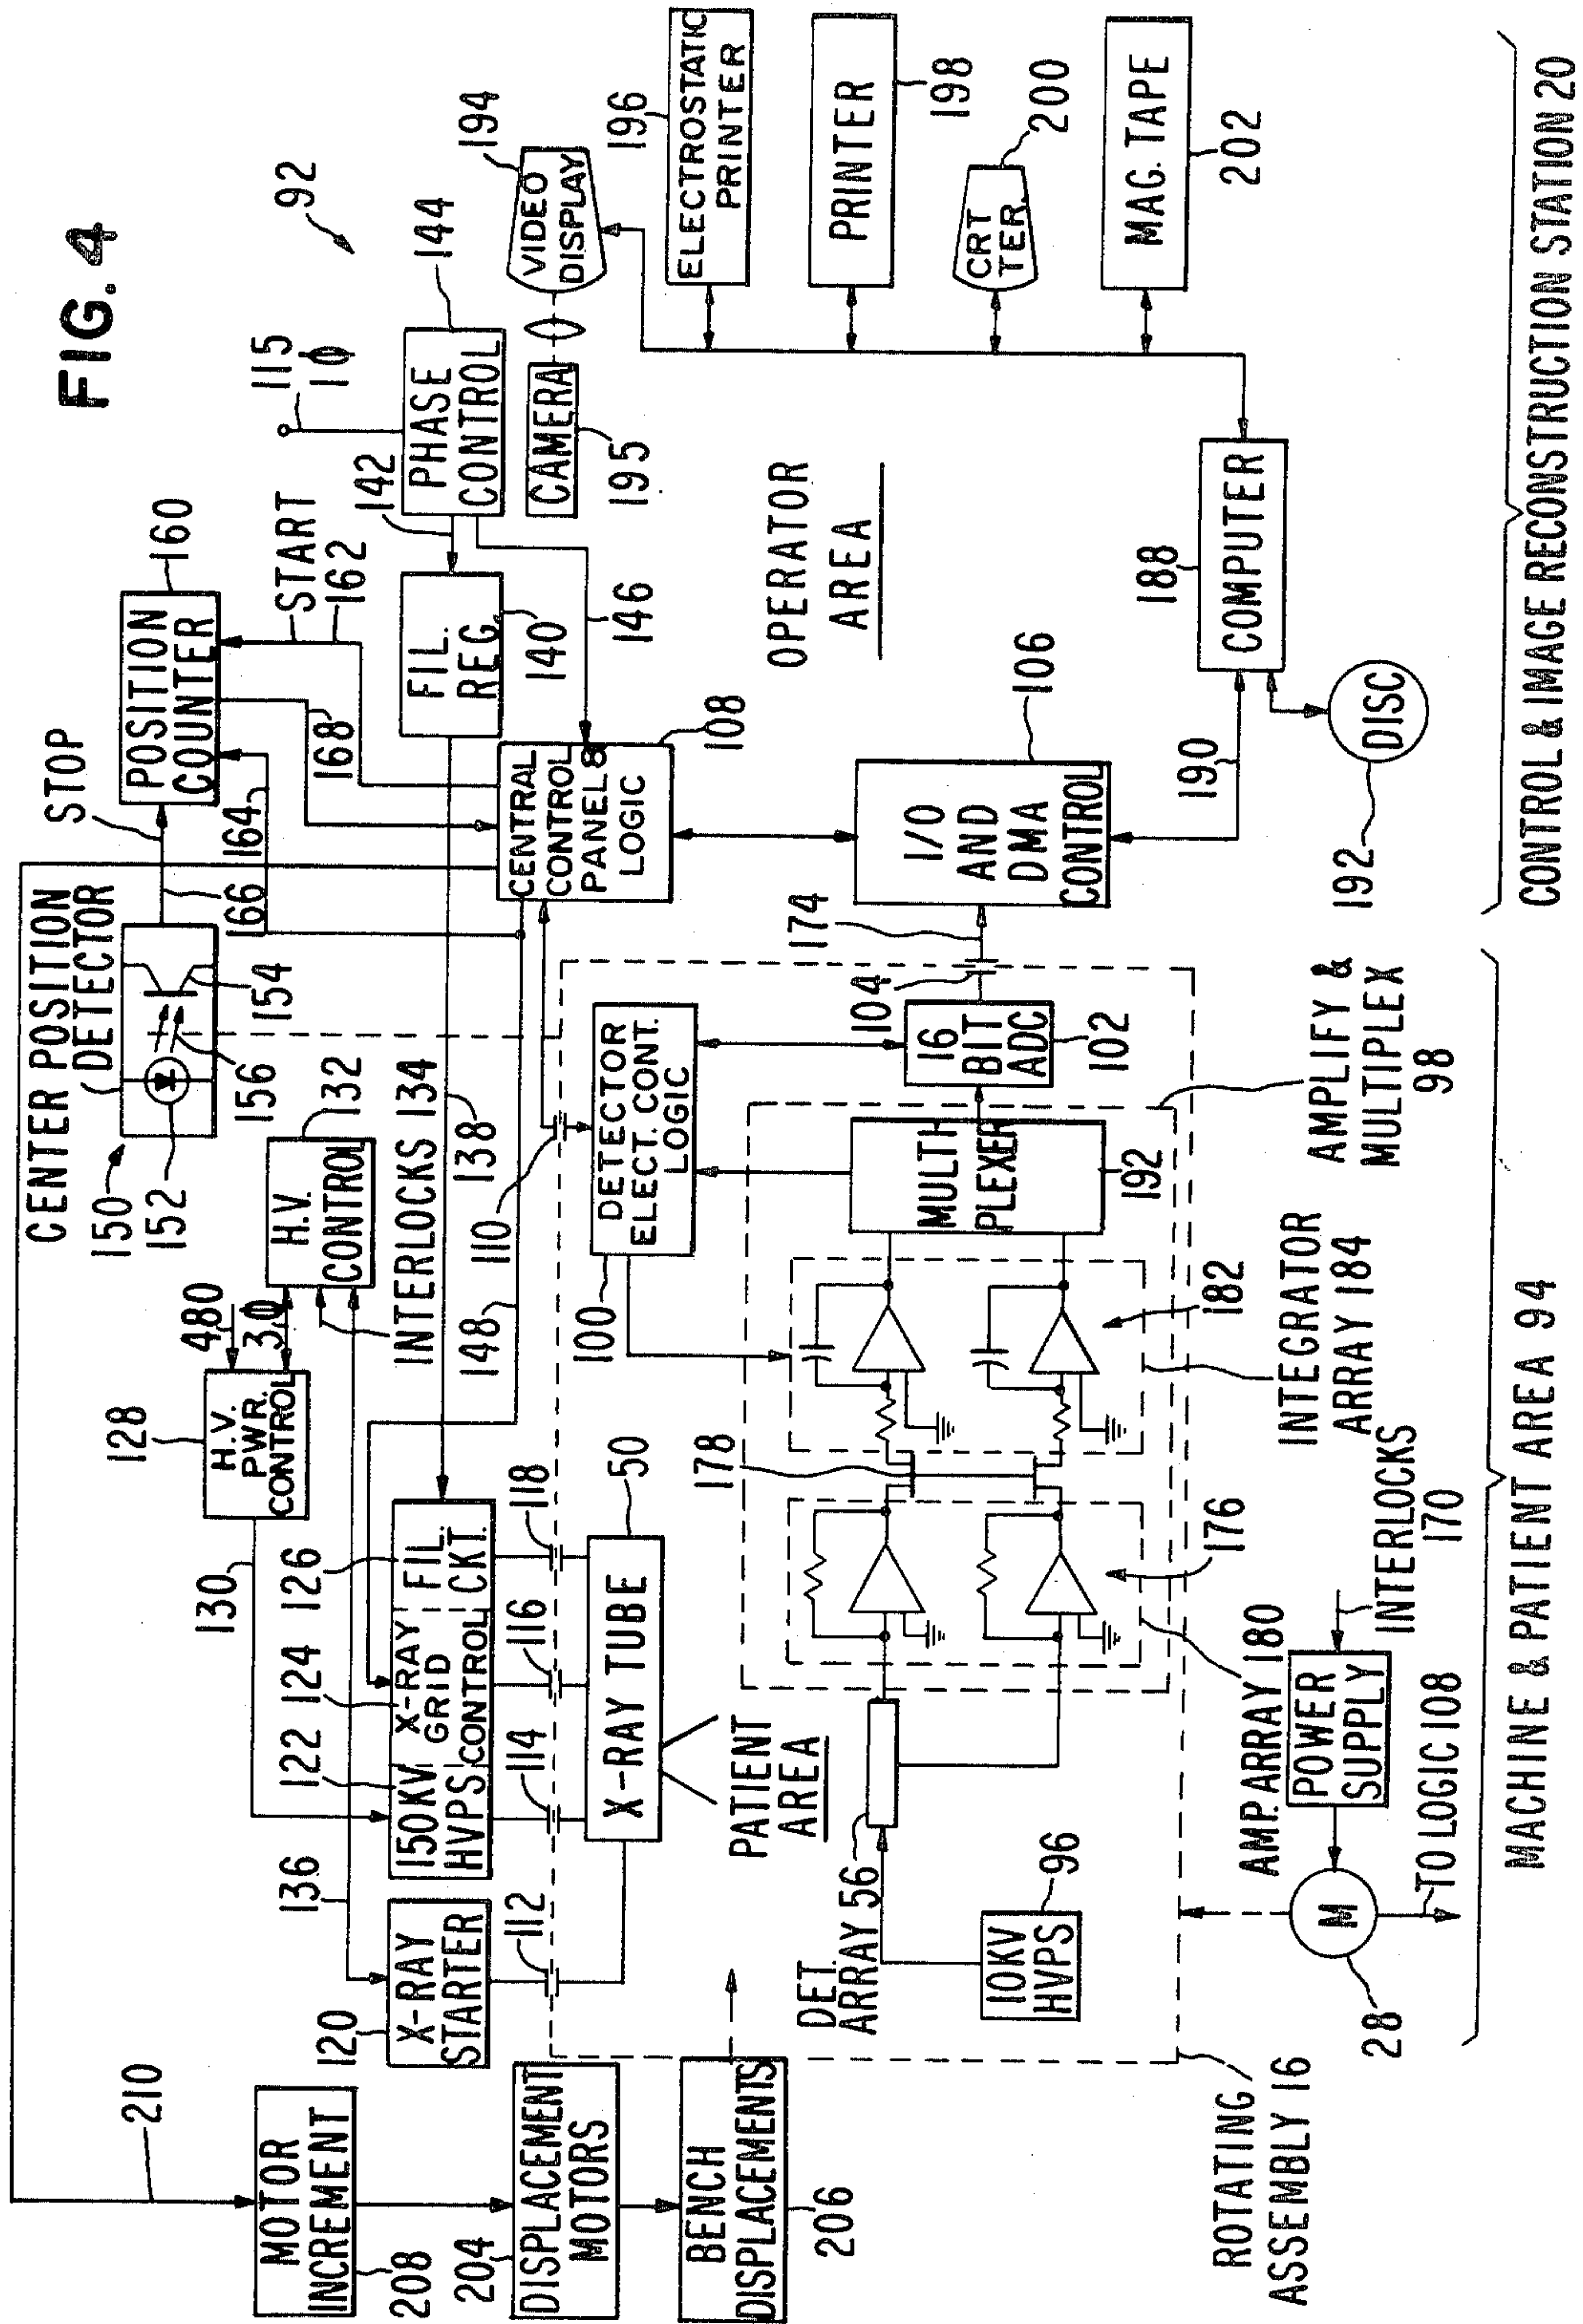 FIG. 4
92
MOTOR
INCREMENT
208
210
DISPLACEMENT
MOTORS
204
BENCH
DISPLACEMENTS
206
CENTER POSITION
DETECTOR
150
152
156
154
166
STOP
POSITION
COUNTER
160
START
162
164
168
115
1ϕ
PHASE
CONTROL
144
142
FIL.
REG.
140
146
H.V.
PWR.
CONTROL
128
480
3ϕ
H.V.
CONTROL
132
INTERLOCKS 134
130
136
138
148
X-RAY
STARTER
120
150KV
HVPS
122
X-RAY
GRID
CONTROL
124
FIL.
CKT.
126
112
114
116
118
110
X-RAY TUBE
50
PATIENT
AREA
CENTRAL
CONTROL
PANEL &
LOGIC
108
VIDEO
DISPLAY
194
CAMERA
195
ELECTROSTATIC
PRINTER
196
PRINTER
198
CRT
TER.
200
MAG. TAPE
202
OPERATOR
AREA
DETECTOR
ELECT. CONT.
LOGIC
100
16
BIT
ADC
102
104
174
I/O
AND
DMA
CONTROL
106
COMPUTER
188
190
DISC
192
MULTI-
PLEXER
192
178
182
176
DET.
ARRAY 56
10KV
HVPS
96
AMPLIFY &
MULTIPLEX
98
INTEGRATOR
ARRAY 184
AMP. ARRAY 180
INTERLOCKS
170
POWER
SUPPLY
M
28
TO LOGIC 108
ROTATING
ASSEMBLY 16
MACHINE & PATIENT AREA 94
CONTROL & IMAGE RECONSTRUCTION STATION 20